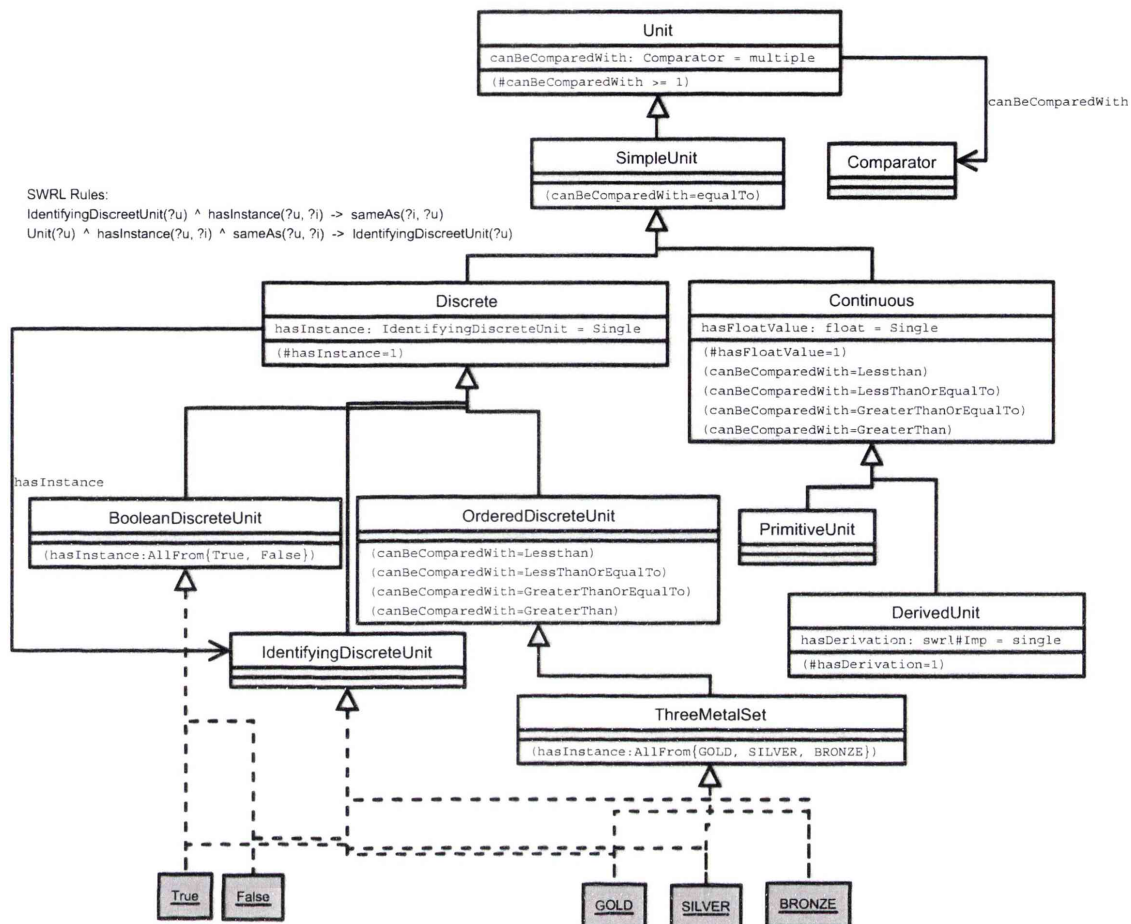 Unit
canBeComparedWith: Comparator = multiple
(#canBeComparedWith >= 1)
canBeComparedWith
SimpleUnit
(canBeComparedWith=equalTo)
Comparator
SWRL Rules:
IdentifyingDiscreetUnit(?u) ^ hasInstance(?u, ?i) -> sameAs(?i, ?u)
Unit(?u) ^ hasInstance(?u, ?i) ^ sameAs(?u, ?i) -> IdentifyingDiscreetUnit(?u)
Discrete
hasInstance: IdentifyingDiscreteUnit = Single
(#hasInstance=1)
Continuous
hasFloatValue: float = Single
(#hasFloatValue=1)
(canBeComparedWith=Lessthan)
(canBeComparedWith=LessThanOrEqualTo)
(canBeComparedWith=GreaterThanOrEqualTo)
(canBeComparedWith=GreaterThan)
hasInstance
BooleanDiscreteUnit
(hasInstance:AllFrom{True, False})
OrderedDiscreteUnit
(canBeComparedWith=Lessthan)
(canBeComparedWith=LessThanOrEqualTo)
(canBeComparedWith=GreaterThanOrEqualTo)
(canBeComparedWith=GreaterThan)
PrimitiveUnit
DerivedUnit
hasDerivation: swrl#Imp = single
(#hasDerivation=1)
IdentifyingDiscreteUnit
ThreeMetalSet
(hasInstance:AllFrom{GOLD, SILVER, BRONZE})
True
False
GOLD
SILVER
BRONZE